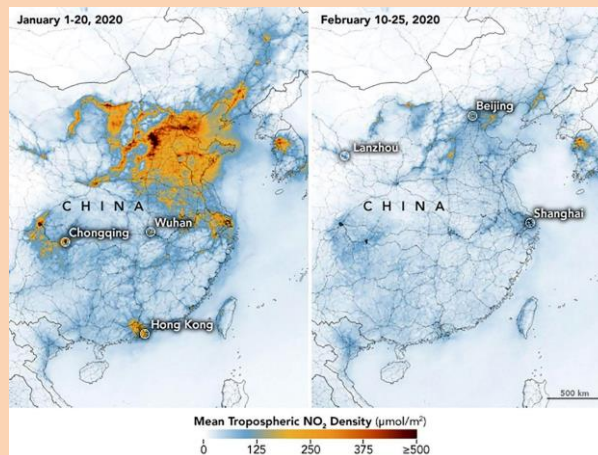 January 1-20, 2020
CHINA
Wuhan
Chongqing
Hong Kong
February 10-25, 2020
Beijing
Lanzhou
CHINA
Shanghai
500 km
Mean Tropospheric NO₂ Density (μmol/m²)
0 125 250 375 ≥500